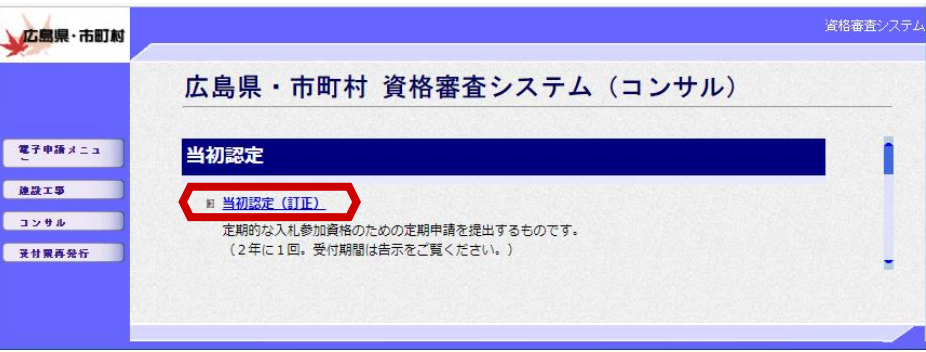 広島県・市町村
資格審査システム
広島県・市町村 資格審査システム（コンサル）
電子申請メニュー
建設工事
コンサル
受付票再発行
当初認定
当初認定（訂正）
定期的な入札参加資格のための定期申請を提出するものです。
（２年に１回。受付期間は告示をご覧ください。）